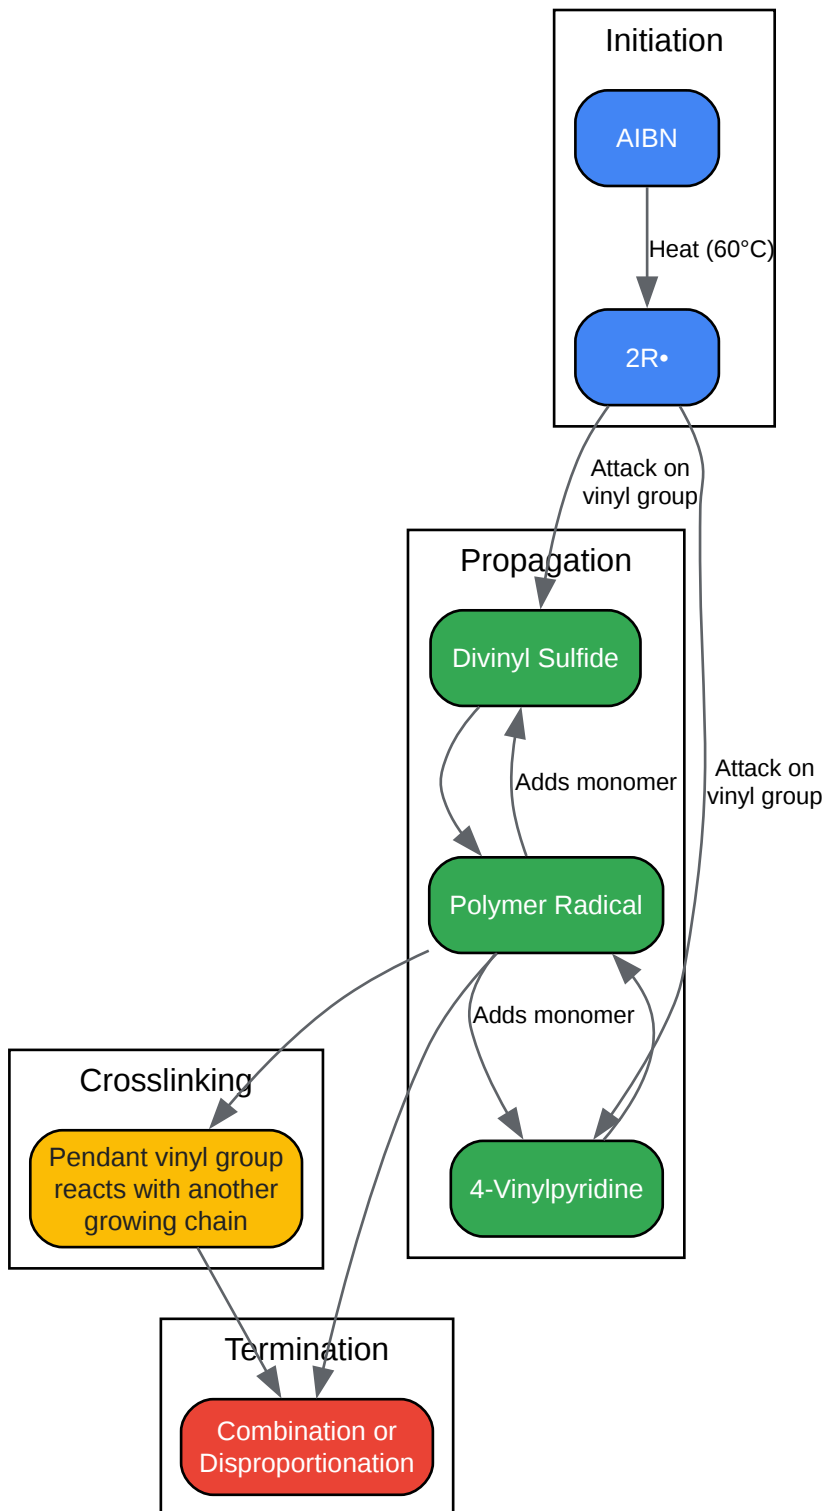 Initiation
AIBN
Heat (60°C)
2R•
Attack on
vinyl group
Propagation
Divinyl Sulfide
Adds monomer
Attack on
vinyl group
Polymer Radical
Adds monomer
Crosslinking
Pendant vinyl group
reacts with another
growing chain
4-Vinylpyridine
Termination
Combination or
Disproportionation